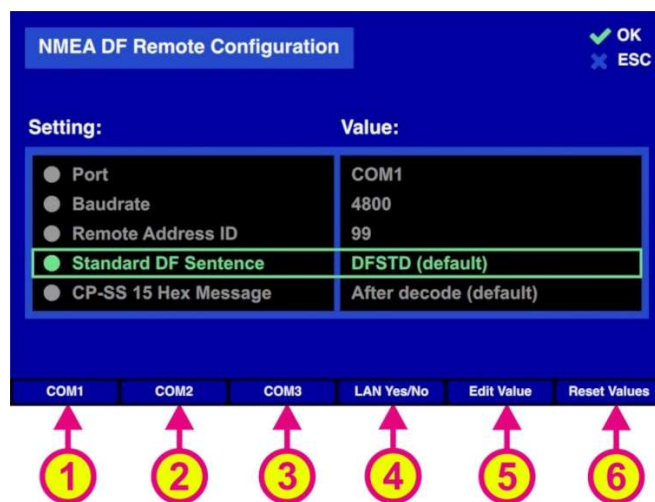 NMEA DF Remote Configuration
OK
ESC
Setting: Value:
Port COM1
Baudrate 4800
Remote Address ID 99
Standard DF Sentence DFSTD (default)
CP-SS 15 Hex Message After decode (default)
COM1 COM2 COM3 LAN Yes/No Edit Value Reset Values
1 2 3 4 5 6